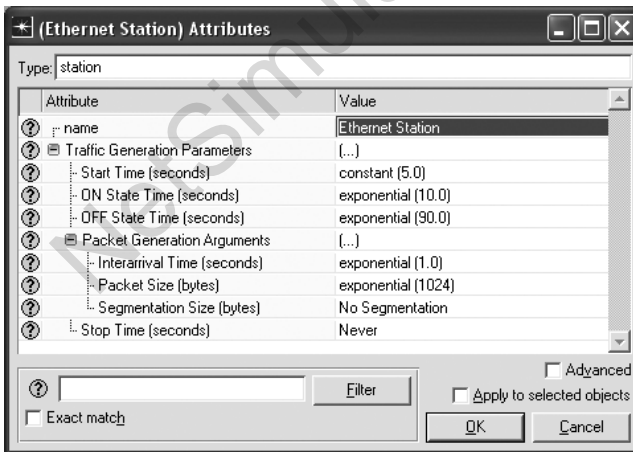 (Ethernet Station) Attributes
Type: station
Attribute Value
name Ethernet Station
Traffic Generation Parameters (...)
Start Time (seconds) constant (5.0)
ON State Time (seconds) exponential (10.0)
OFF State Time (seconds) exponential (90.0)
Packet Generation Arguments (...)
Interarrival Time (seconds) exponential (1.0)
Packet Size (bytes) exponential (1024)
Segmentation Size (bytes) No Segmentation
Stop Time (seconds) Never
Advanced
Filter
Apply to selected objects
Exact match
OK Cancel